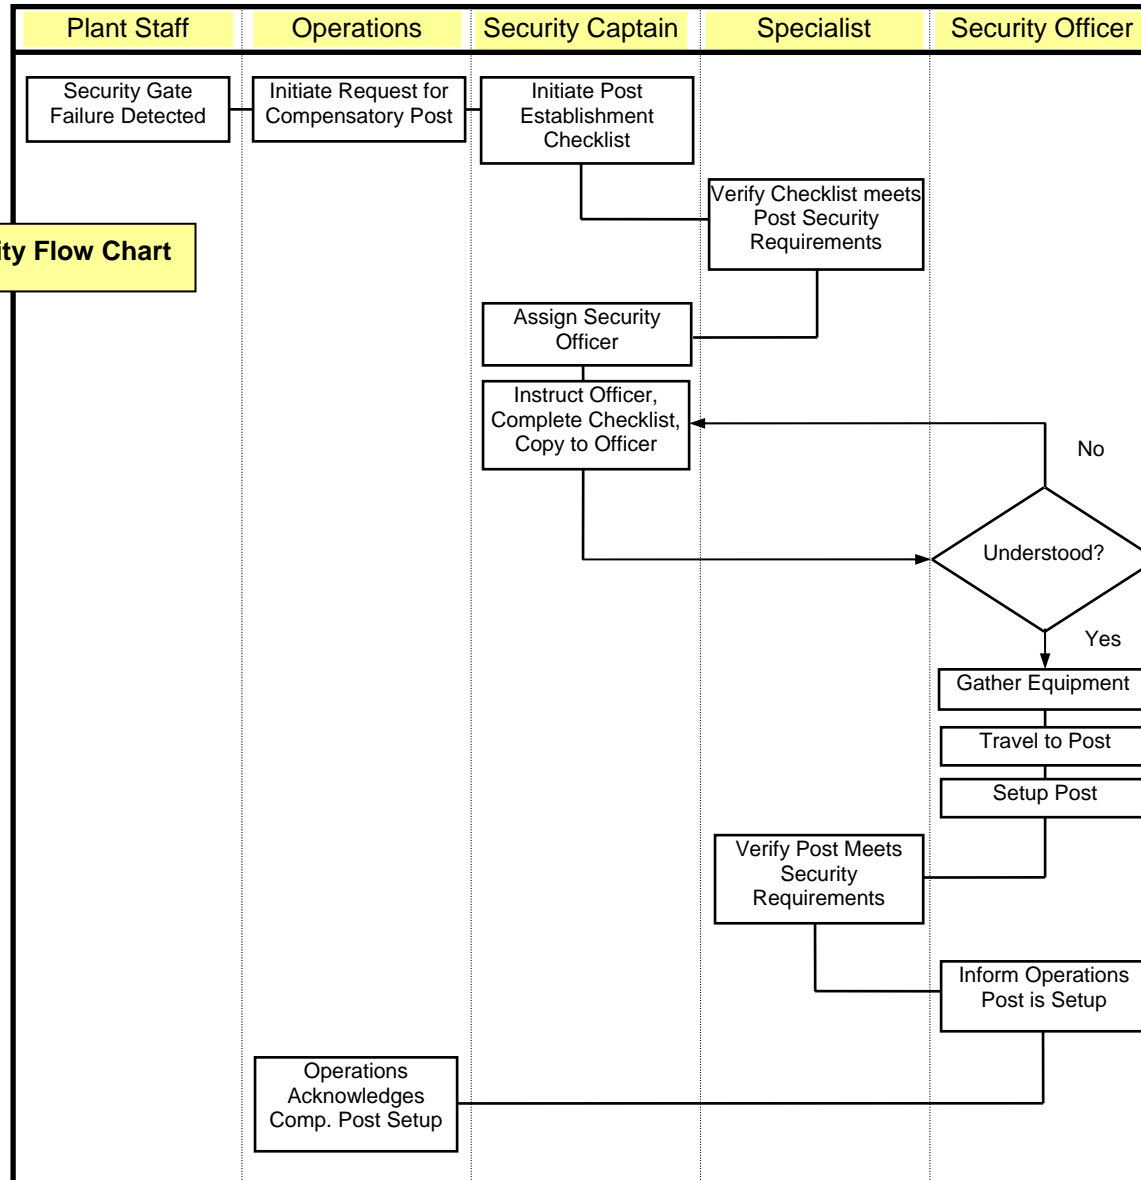 Plant Staff
Operations
Security Captain
Specialist
Security Officer
Security Gate
Failure Detected
Initiate Request for
Compensatory Post
Initiate Post
Establishment
Checklist
Verify Checklist meets
Post Security
Requirements
ity Flow Chart
Assign Security
Officer
Instruct Officer,
Complete Checklist,
Copy to Officer
No
Understood?
Yes
Gather Equipment
Travel to Post
Setup Post
Verify Post Meets
Security
Requirements
Inform Operations
Post is Setup
Operations
Acknowledges
Comp. Post Setup